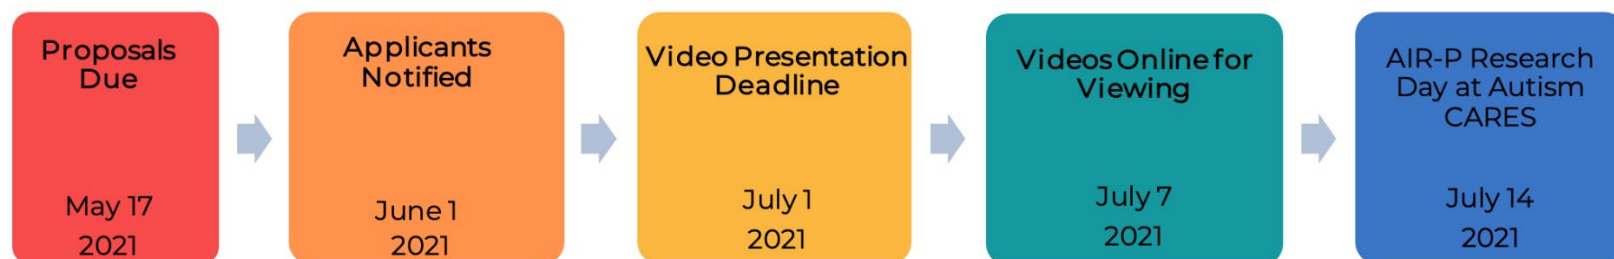 Proposals
Due
May 17
2021
Applicants
Notified
June 1
2021
Video Presentation
Deadline
July 1
2021
Videos Online for
Viewing
July 7
2021
AIR-P Research
Day at Autism
CARES
July 14
2021